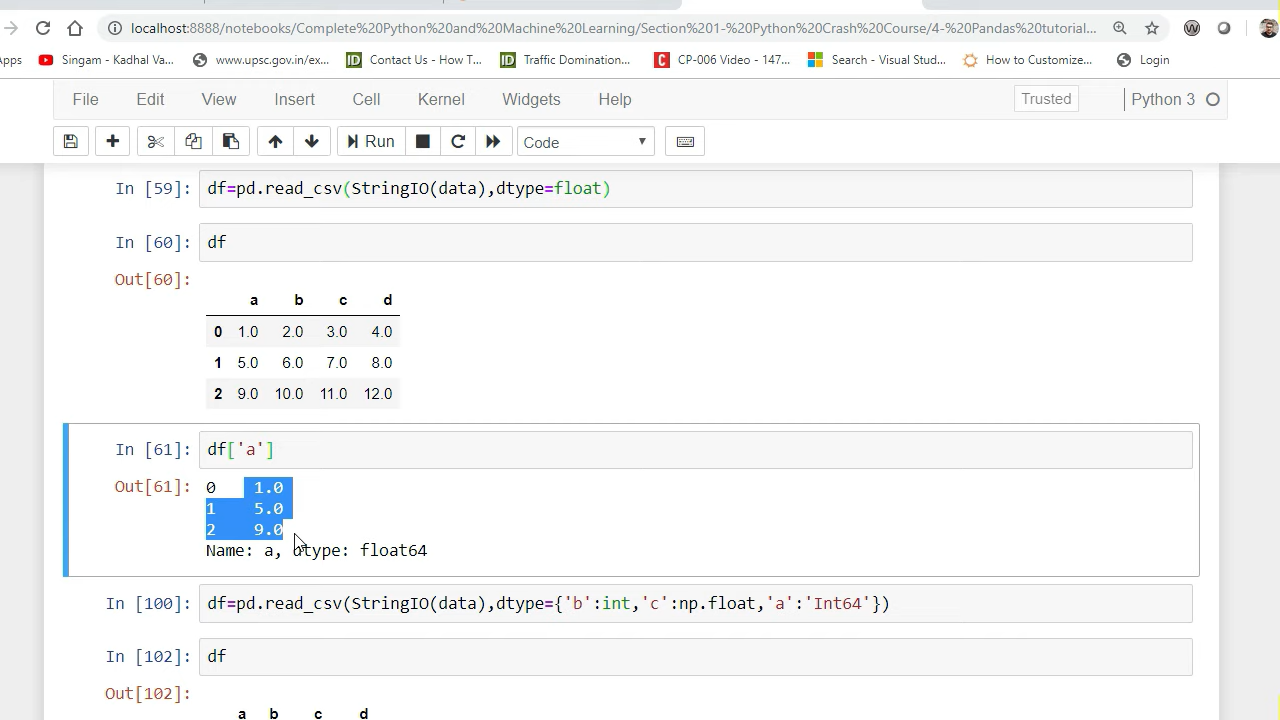 localhost:8888/notebooks/Complete%20Python%20and%20Machine%20Learning/Section%201-%20Python%20Crash%20Course/4-%20Pandas%20tutorial...
Apps Singam - Kadhal Va... www.upsc.gov.in/ex... Contact Us - How T... Traffic Domination... CP-006 Video - 147... Search - Visual Stud... How to Customize... Login
File Edit View Insert Cell Kernel Widgets Help Trusted Python 3
Run Code
In [59]: df=pd.read_csv(StringIO(data),dtype=float)
In [60]: df
Out[60]:
a b c d
0 1.0 2.0 3.0 4.0
1 5.0 6.0 7.0 8.0
2 9.0 10.0 11.0 12.0
In [61]: df['a']
Out[61]: 0 1.0
1 5.0
2 9.0
Name: a, dtype: float64
In [100]: df=pd.read_csv(StringIO(data),dtype={'b':int,'c':np.float,'a':'Int64'})
In [102]: df
Out[102]:
a b c d